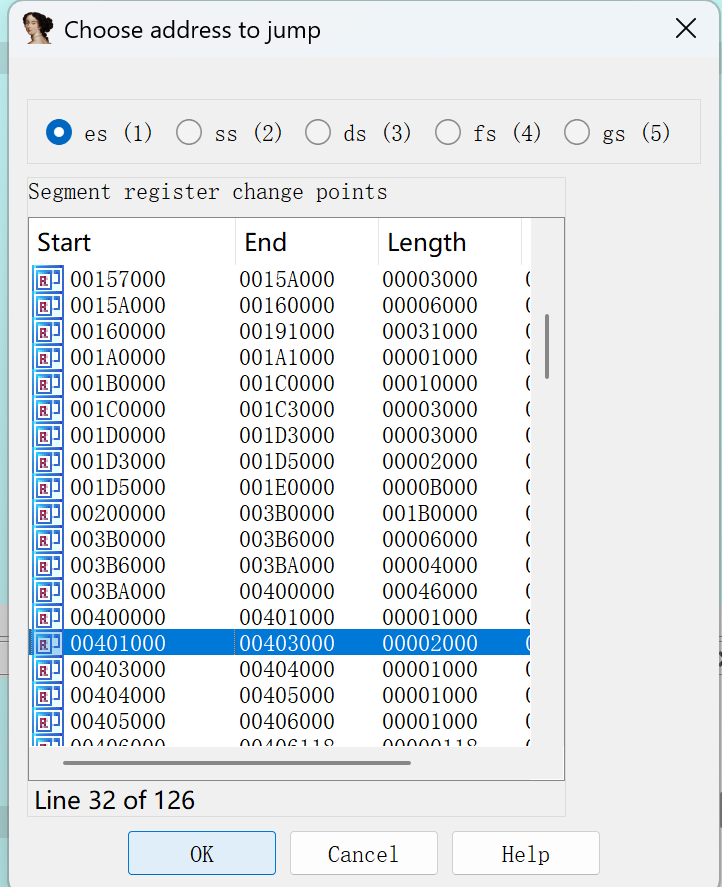 Choose address to jump
es (1) ss (2) ds (3) fs (4) gs (5)
Segment register change points
Start End Length
00157000 0015A000 00003000
0015A000 00160000 00006000
00160000 00191000 00031000
001A0000 001A1000 00001000
001B0000 001C0000 00010000
001C0000 001C3000 00003000
001D0000 001D3000 00003000
001D3000 001D5000 00002000
001D5000 001E0000 0000B000
00200000 003B0000 001B0000
003B0000 003B6000 00006000
003B6000 003BA000 00004000
003BA000 00400000 00046000
00400000 00401000 00001000
00401000 00403000 00002000
00403000 00404000 00001000
00404000 00405000 00001000
00405000 00406000 00001000
00406000 00406118 00000118
Line 32 of 126
OK Cancel Help